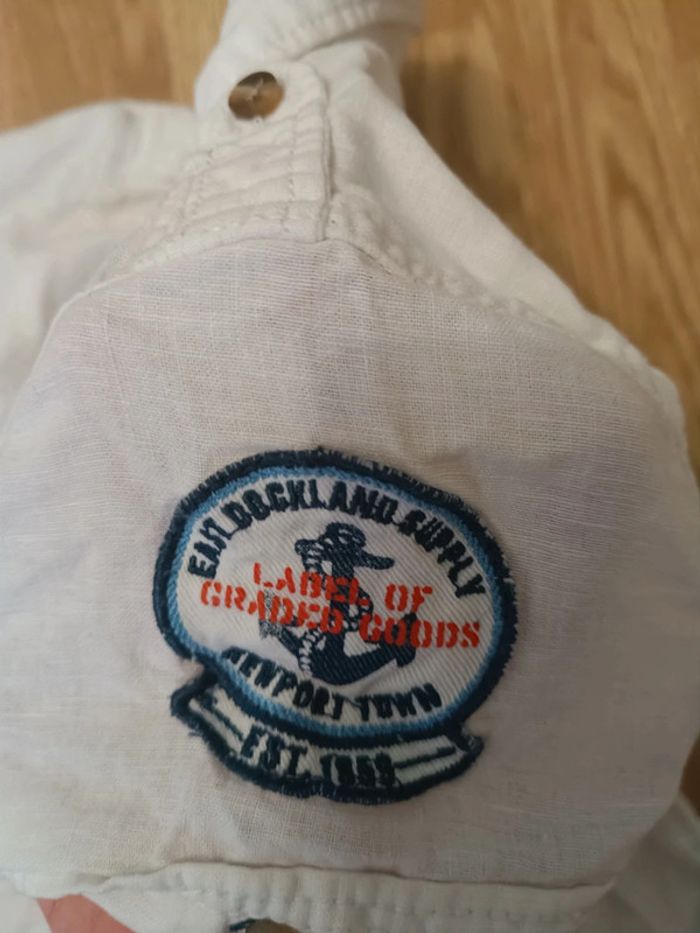 EAST DOCKLAND SUPPLY
LABEL OF
GRADED GOODS
NEWPORT TOWN
EST. 1959